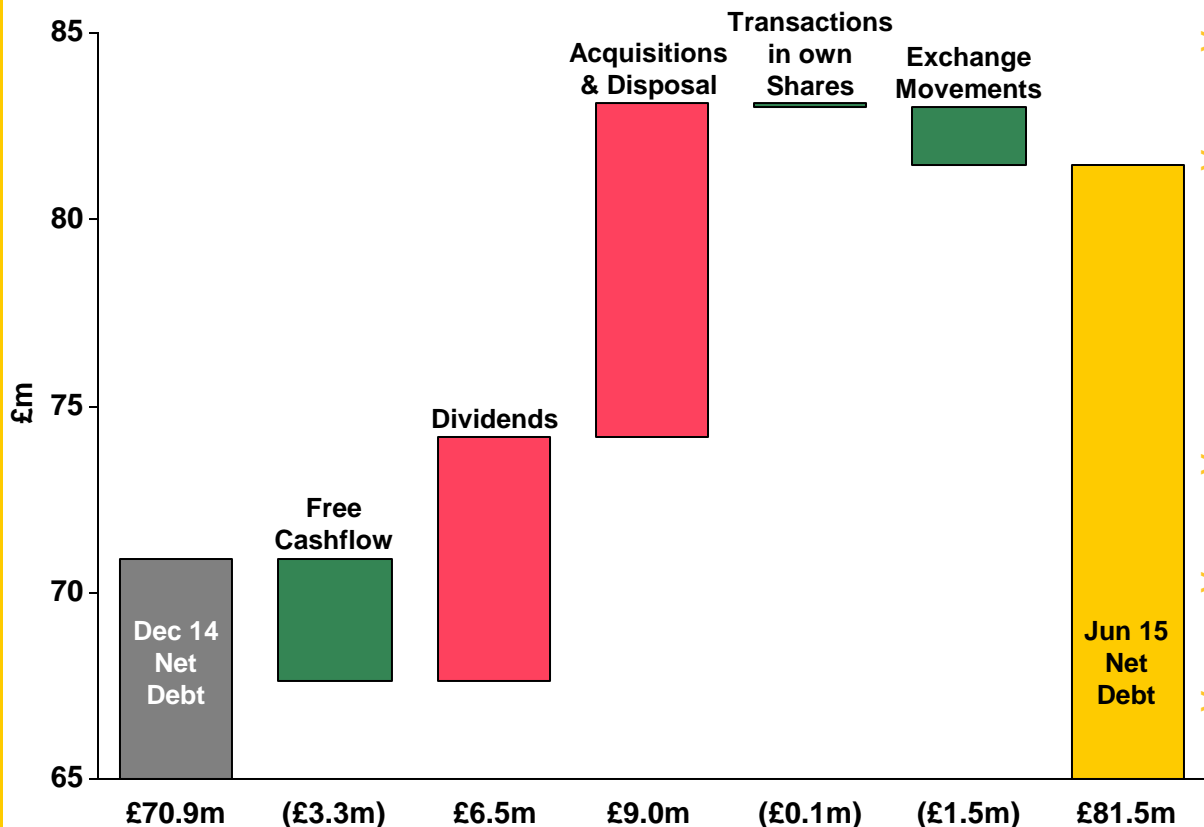 85
80
75
70
65
£m
Dec 14
Net
Debt
Free
Cashflow
Dividends
Acquisitions
& Disposal
Transactions
in own
Shares
Exchange
Movements
Jun 15
Net
Debt
£70.9m (£3.3m) £6.5m £9.0m (£0.1m) (£1.5m) £81.5m